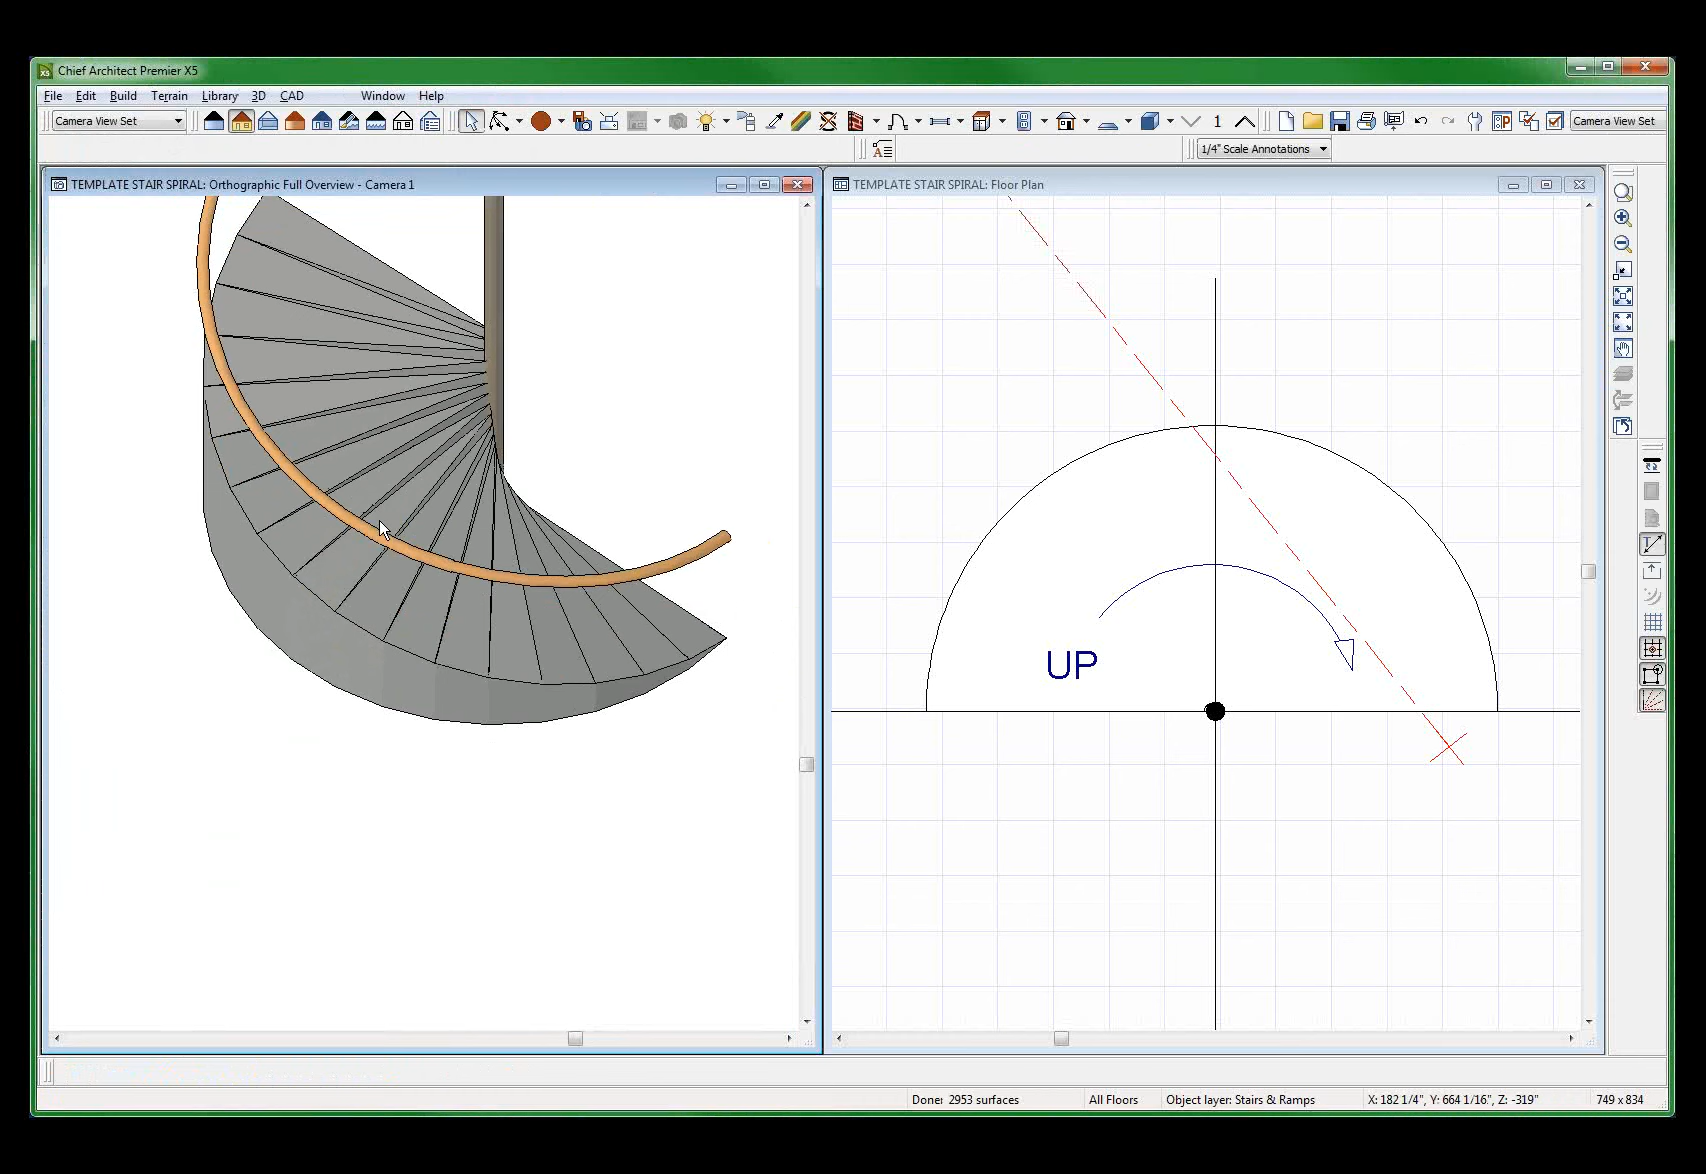 Chief Architect Premier X5
File Edit Build Terrain Library 3D CAD Window Help
Camera View Set 1 Camera View Set
1/4" Scale Annotations
TEMPLATE STAIR SPIRAL: Orthographic Full Overview - Camera 1
TEMPLATE STAIR SPIRAL: Floor Plan
UP
Done: 2953 surfaces All Floors Object layer: Stairs & Ramps X: 182 1/4", Y: 664 1/16", Z: -319" 749 x 834